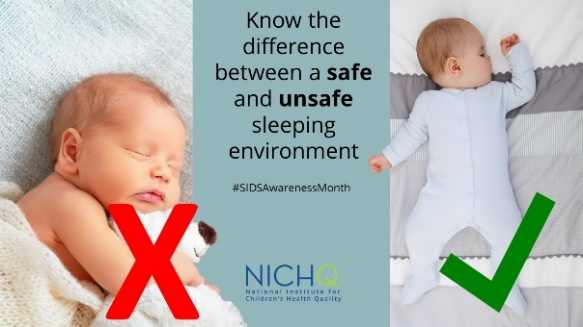 Know the
difference
between a safe
and unsafe
sleeping
environment
#SIDSAwarenessMonth
NICHQ
National Institute for
Children's Health Quality